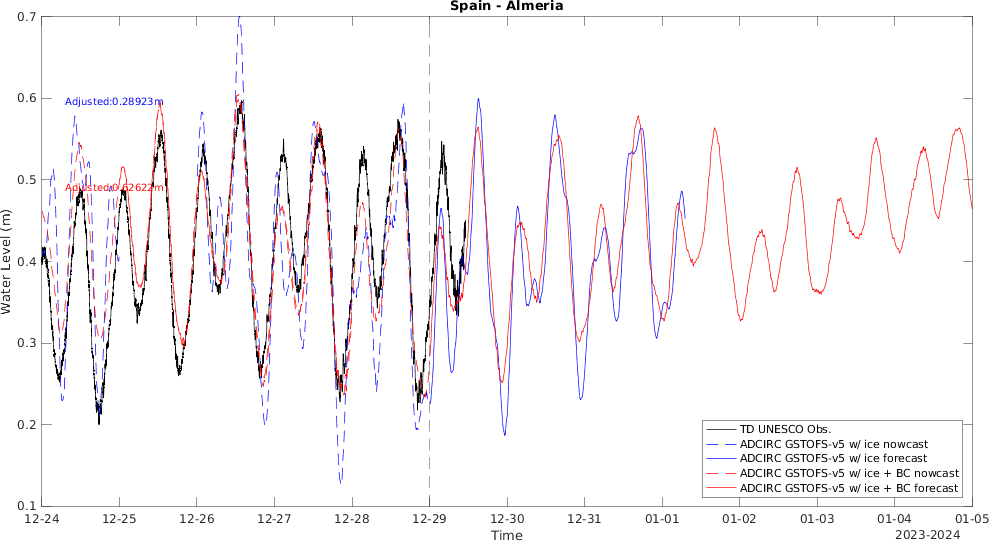 Spain - Almeria
0.7
0.6
0.5
0.4
0.3
0.2
0.1
Water Level (m)
Adjusted:0.28923m
Adjusted:0.62622m
TD UNESCO Obs.
ADCIRC GSTOFS-v5 w/ ice nowcast
ADCIRC GSTOFS-v5 w/ ice forecast
ADCIRC GSTOFS-v5 w/ ice + BC nowcast
ADCIRC GSTOFS-v5 w/ ice + BC forecast
12-24 12-25 12-26 12-27 12-28 12-29 12-30 12-31 01-01 01-02 01-03 01-04 01-05
Time
2023-2024